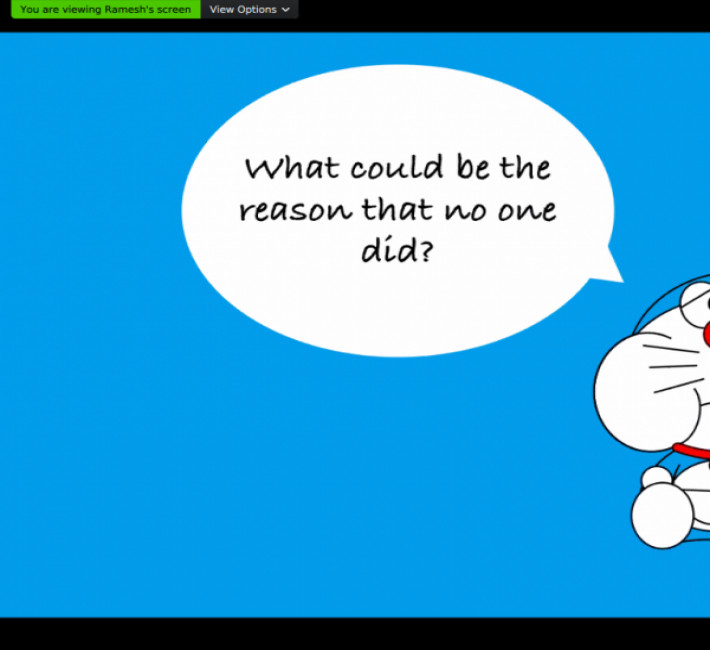 You are viewing Ramesh's screen View Options
What could be the
reason that no one
did?